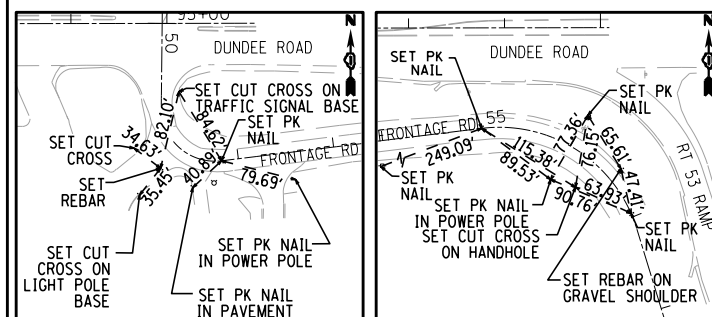 95+00
50
DUNDEE ROAD
N
SET CUT CROSS ON
TRAFFIC SIGNAL BASE
82.10'
84.62'
SET PK
NAIL
34.63'
SET CUT
CROSS
FRONTAGE RD
SET
REBAR
35.45'
40.89'
79.69'
SET CUT
CROSS ON
LIGHT POLE
BASE
SET PK NAIL
IN POWER POLE
SET PK NAIL
IN PAVEMENT
N
DUNDEE ROAD
SET PK
NAIL
SET PK
NAIL
FRONTAGE RD
55
77.36'
76.15'
65.61'
47.41'
RT 53 RAMP
249.09'
115.38'
89.53'
63.93'
90.76'
SET PK
NAIL
SET PK NAIL
IN POWER POLE
SET CUT CROSS
ON HANDHOLE
SET PK
NAIL
SET REBAR ON
GRAVEL SHOULDER